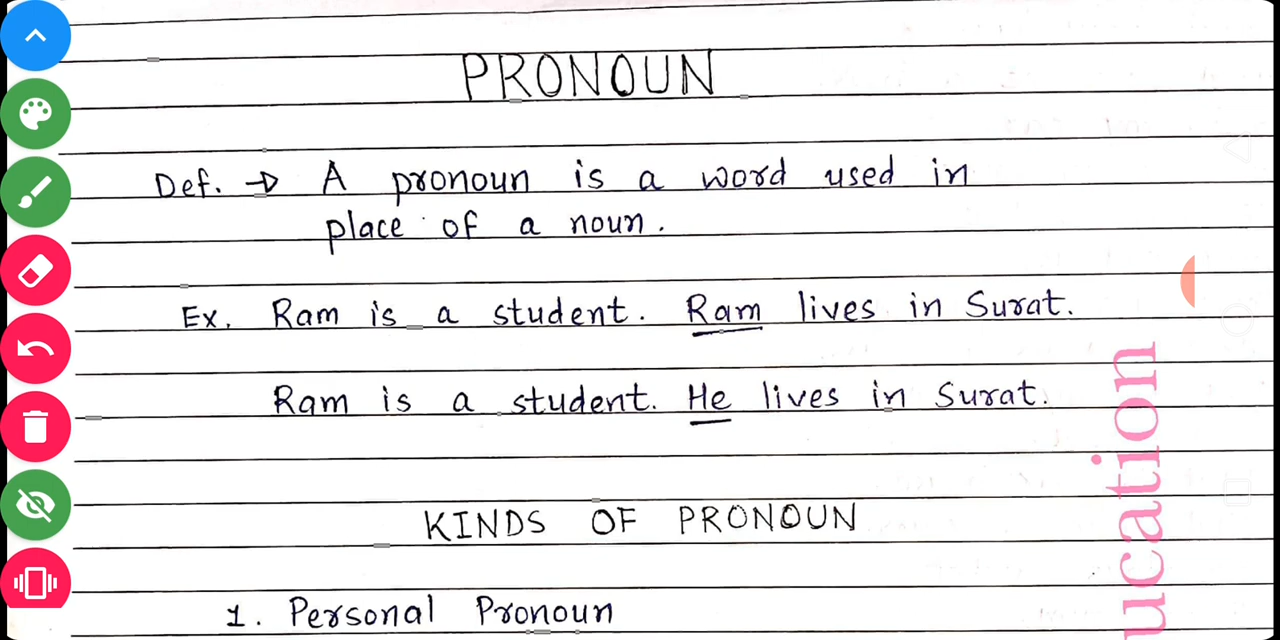 PRONOUN
Def. → A pronoun is a word used in
place of a noun.
Ex. Ram is a student. Ram lives in Surat.
Ram is a student. He lives in Surat.
KINDS OF PRONOUN
1. Personal Pronoun
ucation